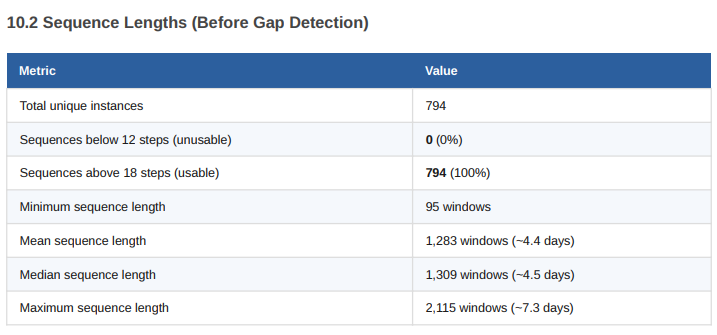 10.2 Sequence Lengths (Before Gap Detection)
Metric Value
Total unique instances 794
Sequences below 12 steps (unusable) 0 (0%)
Sequences above 18 steps (usable) 794 (100%)
Minimum sequence length 95 windows
Mean sequence length 1,283 windows (~4.4 days)
Median sequence length 1,309 windows (~4.5 days)
Maximum sequence length 2,115 windows (~7.3 days)